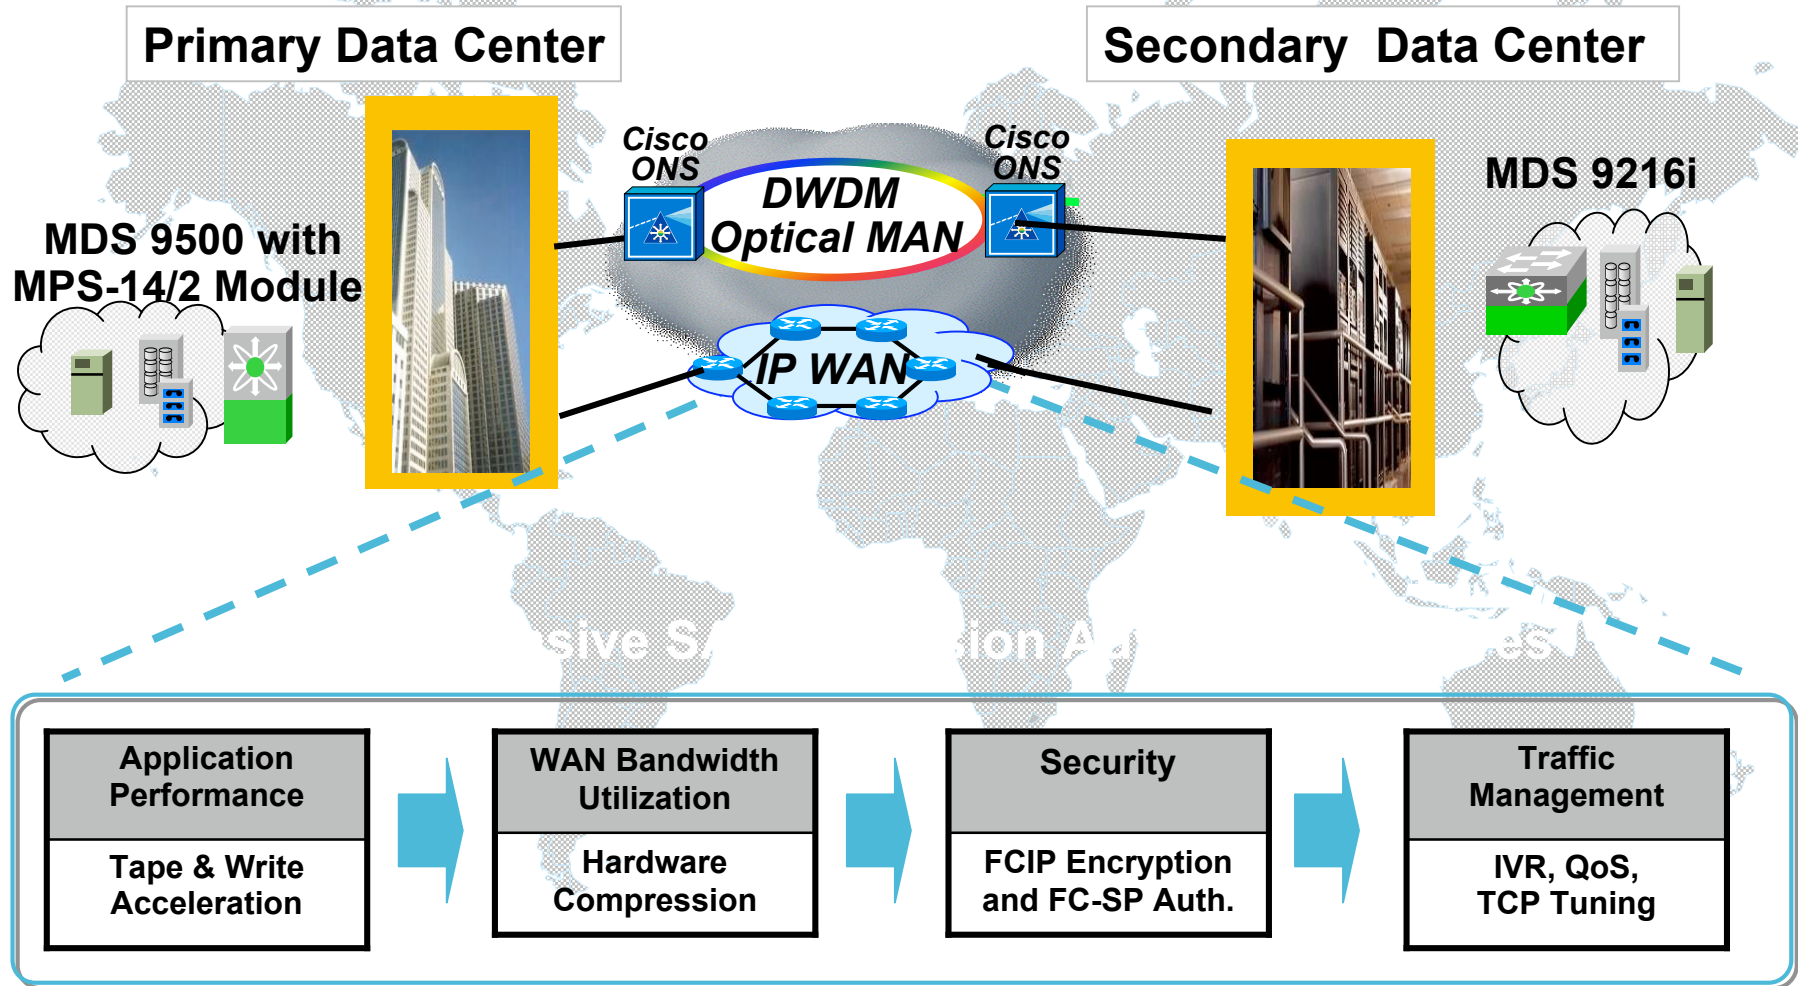 Primary Data Center
Secondary Data Center
Cisco
ONS
Cisco
ONS
DWDM
Optical MAN
MDS 9216i
MDS 9500 with
MPS-14/2 Module
IP WAN
Application
Performance
Tape & Write
Acceleration
WAN Bandwidth
Utilization
Hardware
Compression
Security
FCIP Encryption
and FC-SP Auth.
Traffic
Management
IVR, QoS,
TCP Tuning